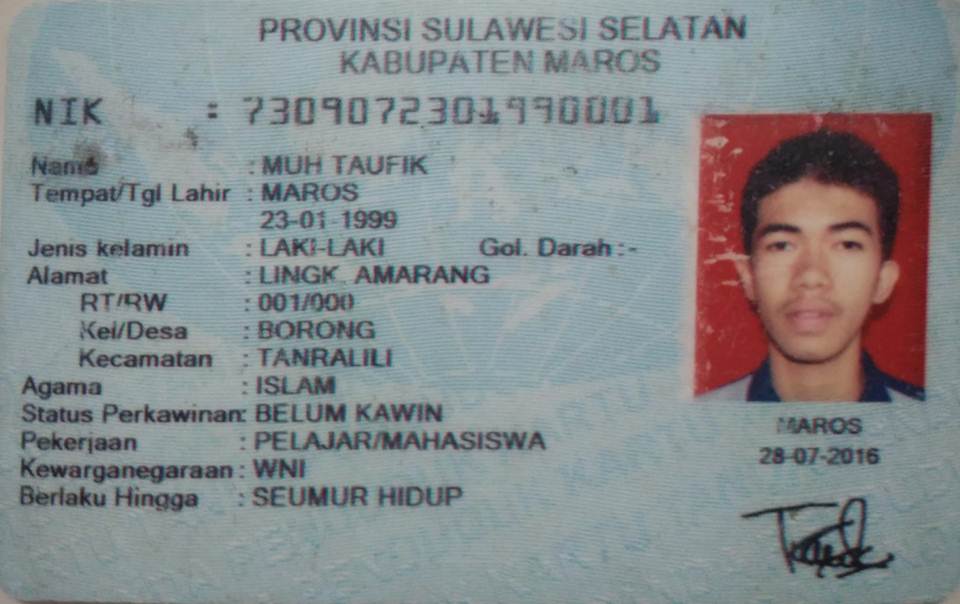 PROVINSI SULAWESI SELATAN
KABUPATEN MAROS
NIK : 7309072301990001
Nama : MUH TAUFIK
Tempat/Tgl Lahir : MAROS
23-01-1999
Jenis kelamin : LAKI-LAKI Gol. Darah :-
Alamat : LINGK. AMARANG
RT/RW : 001/000
Kel/Desa : BORONG
Kecamatan : TANRALILI
Agama : ISLAM
Status Perkawinan: BELUM KAWIN
Pekerjaan : PELAJAR/MAHASISWA
Kewarganegaraan : WNI
Berlaku Hingga : SEUMUR HIDUP
MAROS
28-07-2016